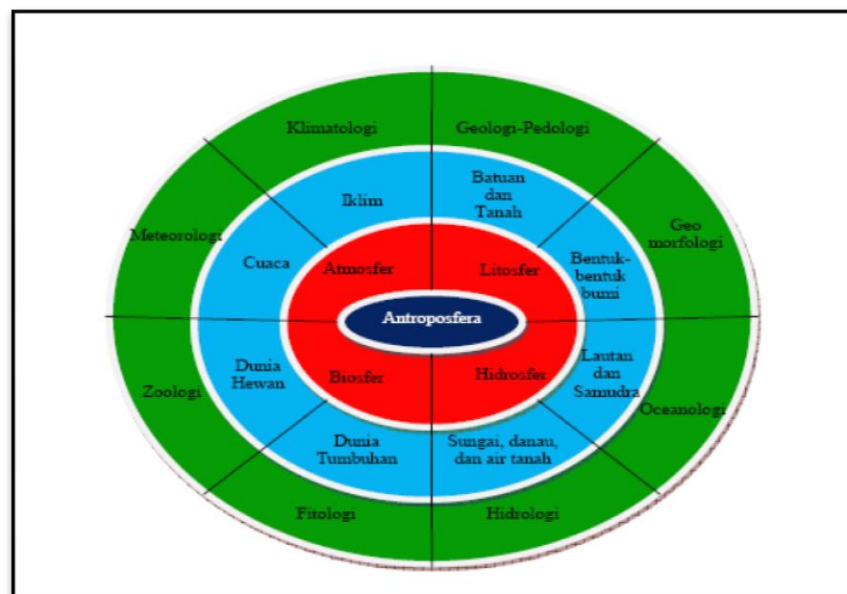 Klimatologi
Geologi-Pedologi
Iklim
Batuan
dan
Tanah
Meteorologi
Geo
morfologi
Cuaca
Atmosfer
Litosfer
Bentuk-
bentuk
bumi
Antroposfera
Zoologi
Dunia
Hewan
Biosfer
Hidrosfer
Lautan
dan
Samudra
Oceanologi
Dunia
Tumbuhan
Sungai, danau,
dan air tanah
Fitologi
Hidrologi